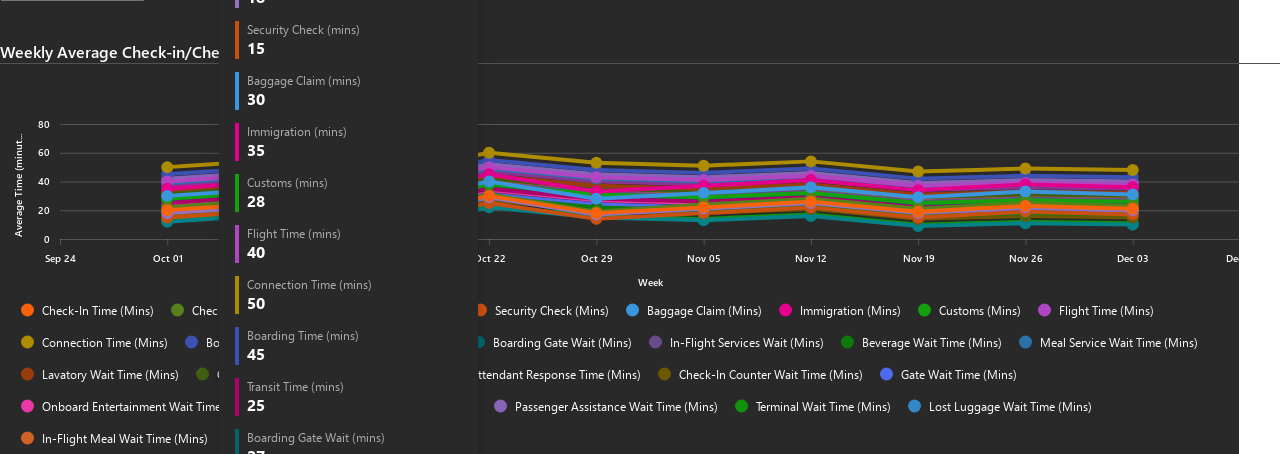 Security Check (mins)
15
Weekly Average Check-in/Che
Baggage Claim (mins)
30
Immigration (mins)
35
Customs (mins)
28
Flight Time (mins)
40
Connection Time (mins)
50
Boarding Time (mins)
45
Transit Time (mins)
25
Boarding Gate Wait (mins)
80
60
40
20
0
Average Time (minut...
Sep 24
Oct 01
Oct 22
Oct 29
Nov 05
Nov 12
Nov 19
Nov 26
Dec 03
Dec
Week
Check-In Time (Mins)
Chec
Security Check (Mins)
Baggage Claim (Mins)
Immigration (Mins)
Customs (Mins)
Flight Time (Mins)
Connection Time (Mins)
Bo
Boarding Gate Wait (Mins)
In-Flight Services Wait (Mins)
Beverage Wait Time (Mins)
Meal Service Wait Time (Mins)
Lavatory Wait Time (Mins)
ttendant Response Time (Mins)
Check-In Counter Wait Time (Mins)
Gate Wait Time (Mins)
Onboard Entertainment Wait Time
Passenger Assistance Wait Time (Mins)
Terminal Wait Time (Mins)
Lost Luggage Wait Time (Mins)
In-Flight Meal Wait Time (Mins)